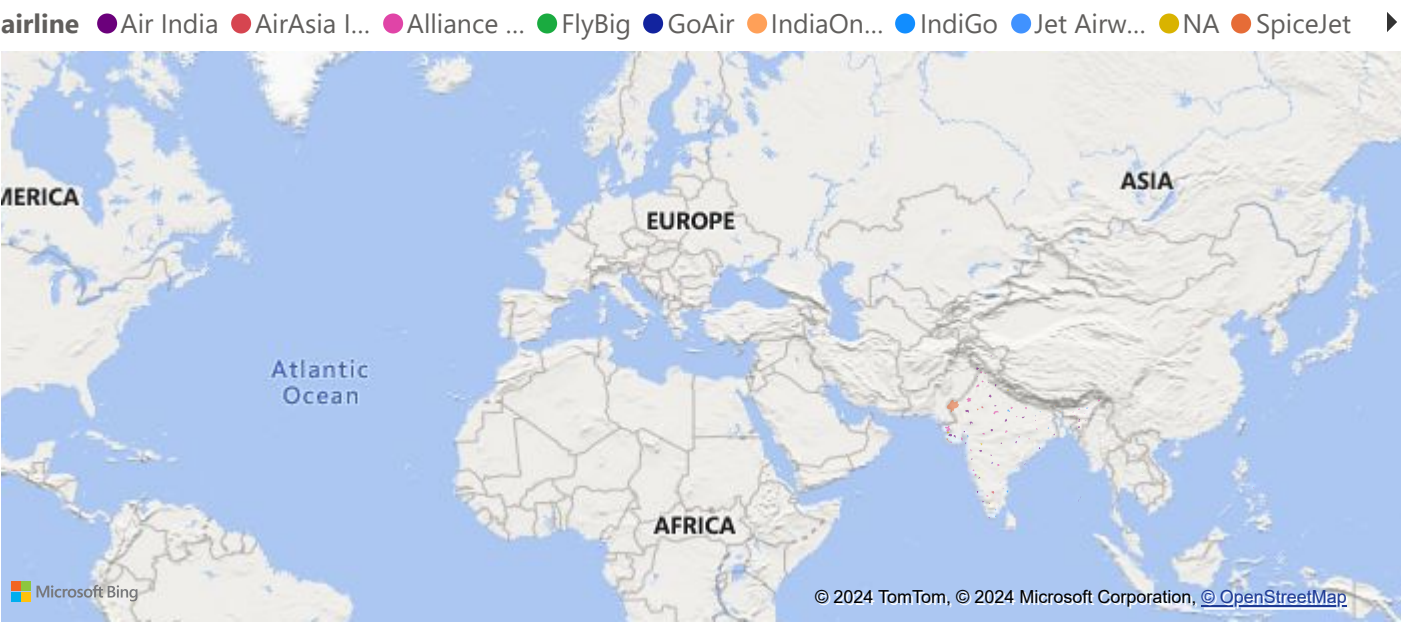 airline Air India AirAsia I... Alliance ... FlyBig GoAir IndiaOn... IndiGo Jet Airw... NA SpiceJet
ASIA
MERICA
EUROPE
Atlantic
Ocean
AFRICA
Microsoft Bing
© 2024 TomTom, © 2024 Microsoft Corporation, © OpenStreetMap